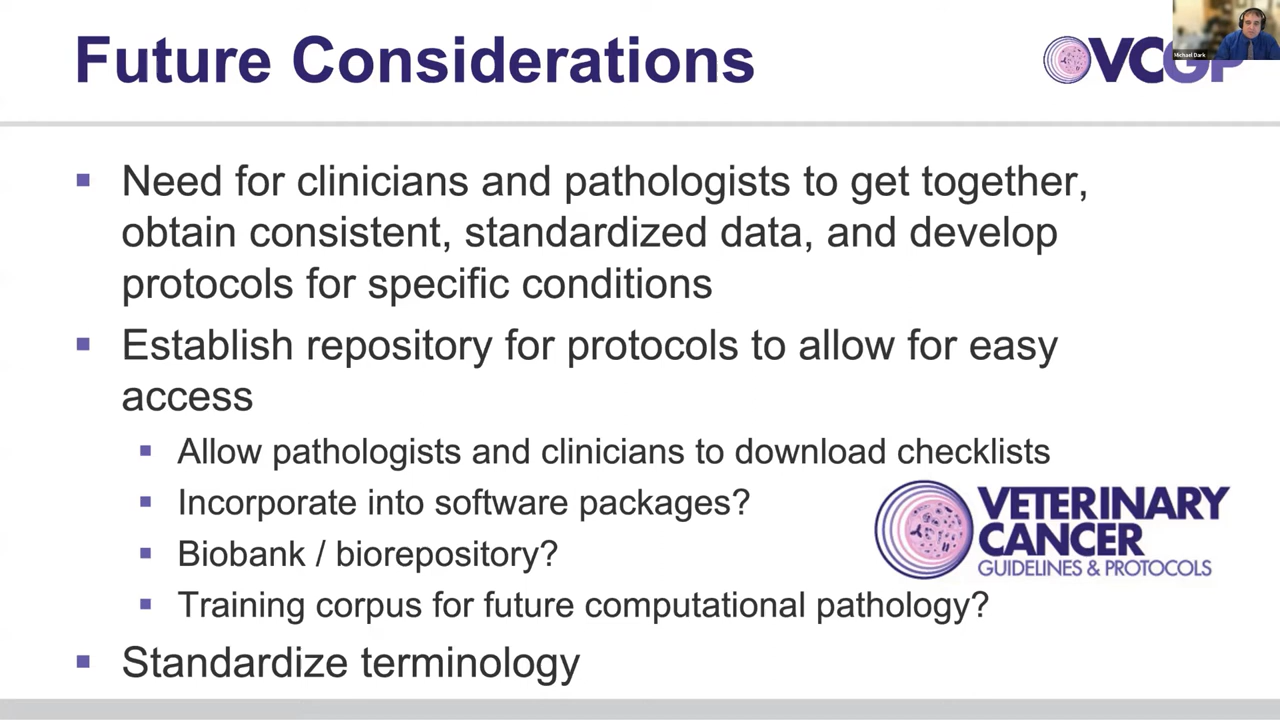 Future Considerations
VCGP
Michael Dark
▪ Need for clinicians and pathologists to get together,
obtain consistent, standardized data, and develop
protocols for specific conditions
▪ Establish repository for protocols to allow for easy
access
▪ Allow pathologists and clinicians to download checklists
▪ Incorporate into software packages?
▪ Biobank / biorepository?
▪ Training corpus for future computational pathology?
VETERINARY
CANCER
GUIDELINES & PROTOCOLS
▪ Standardize terminology